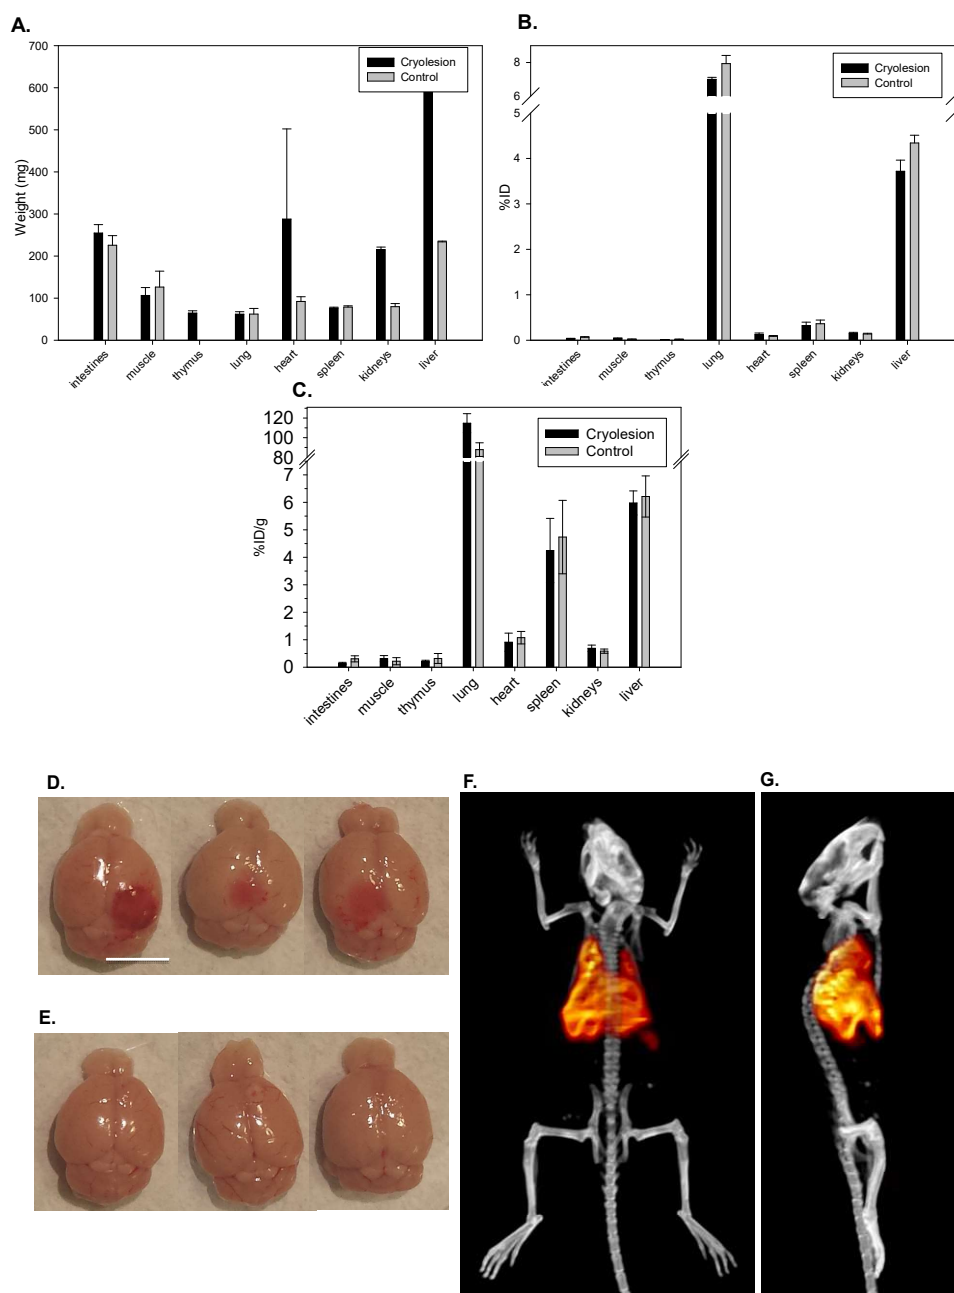 A.
700
600
500
400
300
200
100
0
Weight (mg)
Cryolesion
Control
intestines
muscle
thymus
lung
heart
spleen
kidneys
liver
B.
8
6
5
4
3
2
1
0
%ID
Cryolesion
Control
intestines
muscle
thymus
lung
heart
spleen
kidneys
liver
C.
120
100
80
7
6
5
4
3
2
1
0
%ID/g
Cryolesion
Control
intestines
muscle
thymus
lung
heart
spleen
kidneys
liver
D.
E.
F.
G.